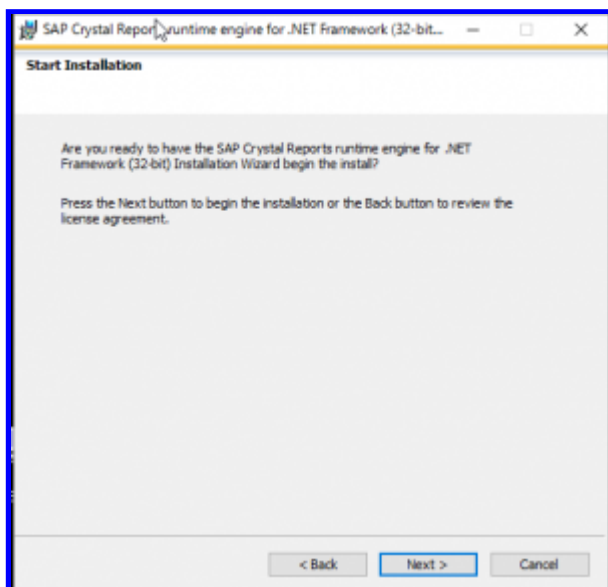 SAP Crystal Reports runtime engine for .NET Framework (32-bit...
Start Installation
Are you ready to have the SAP Crystal Reports runtime engine for .NET
Framework (32-bit) Installation Wizard begin the install?
Press the Next button to begin the installation or the Back button to review the
license agreement.
< Back
Next >
Cancel